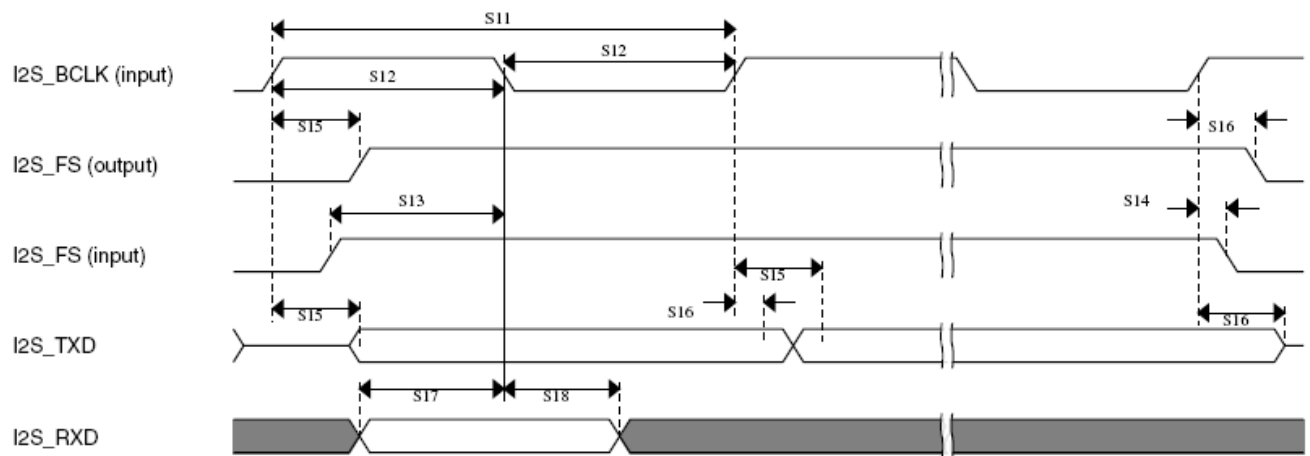 S11
I2S_BCLK (input)
S12
S12
S15
S16
I2S_FS (output)
S13
S14
I2S_FS (input)
S15
S15
S16
S16
I2S_TXD
S17
S18
I2S_RXD